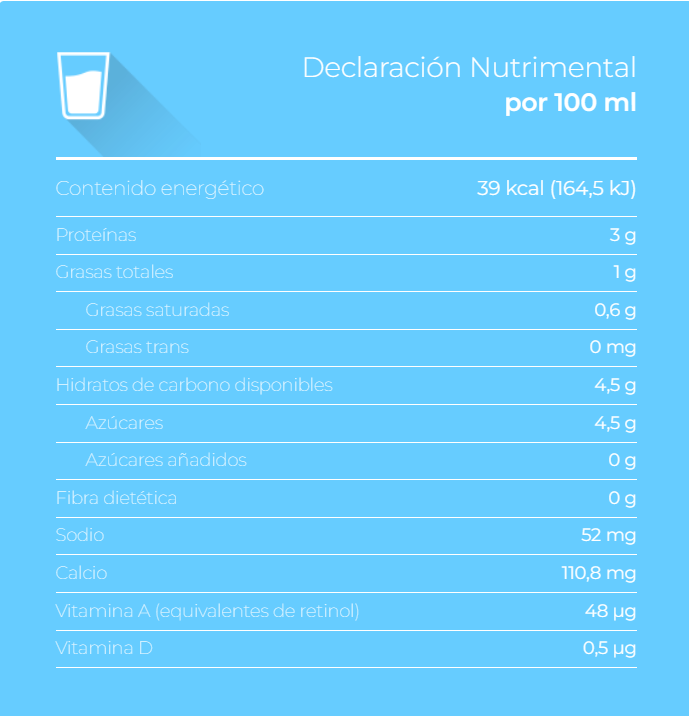 Declaración Nutrimental
por 100 ml
Contenido energético 39 kcal (164,5 kJ)
Proteínas 3 g
Grasas totales 1 g
Grasas saturadas 0,6 g
Grasas trans 0 mg
Hidratos de carbono disponibles 4,5 g
Azúcares 4,5 g
Azúcares añadidos 0 g
Fibra dietética 0 g
Sodio 52 mg
Calcio 110,8 mg
Vitamina A (equivalentes de retinol) 48 µg
Vitamina D 0,5 µg